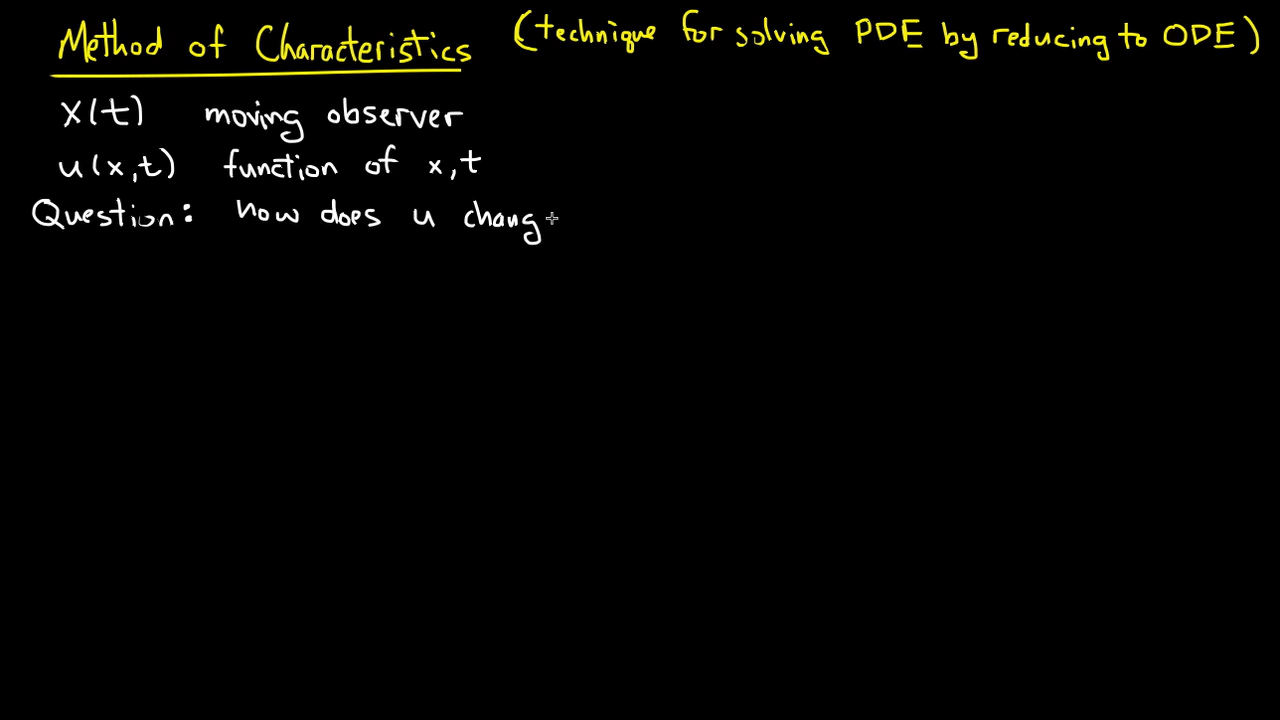 Method of Characteristics (technique for solving PDE by reducing to ODE)
x(t) moving observer
u(x,t) function of x,t
Question: how does u chang